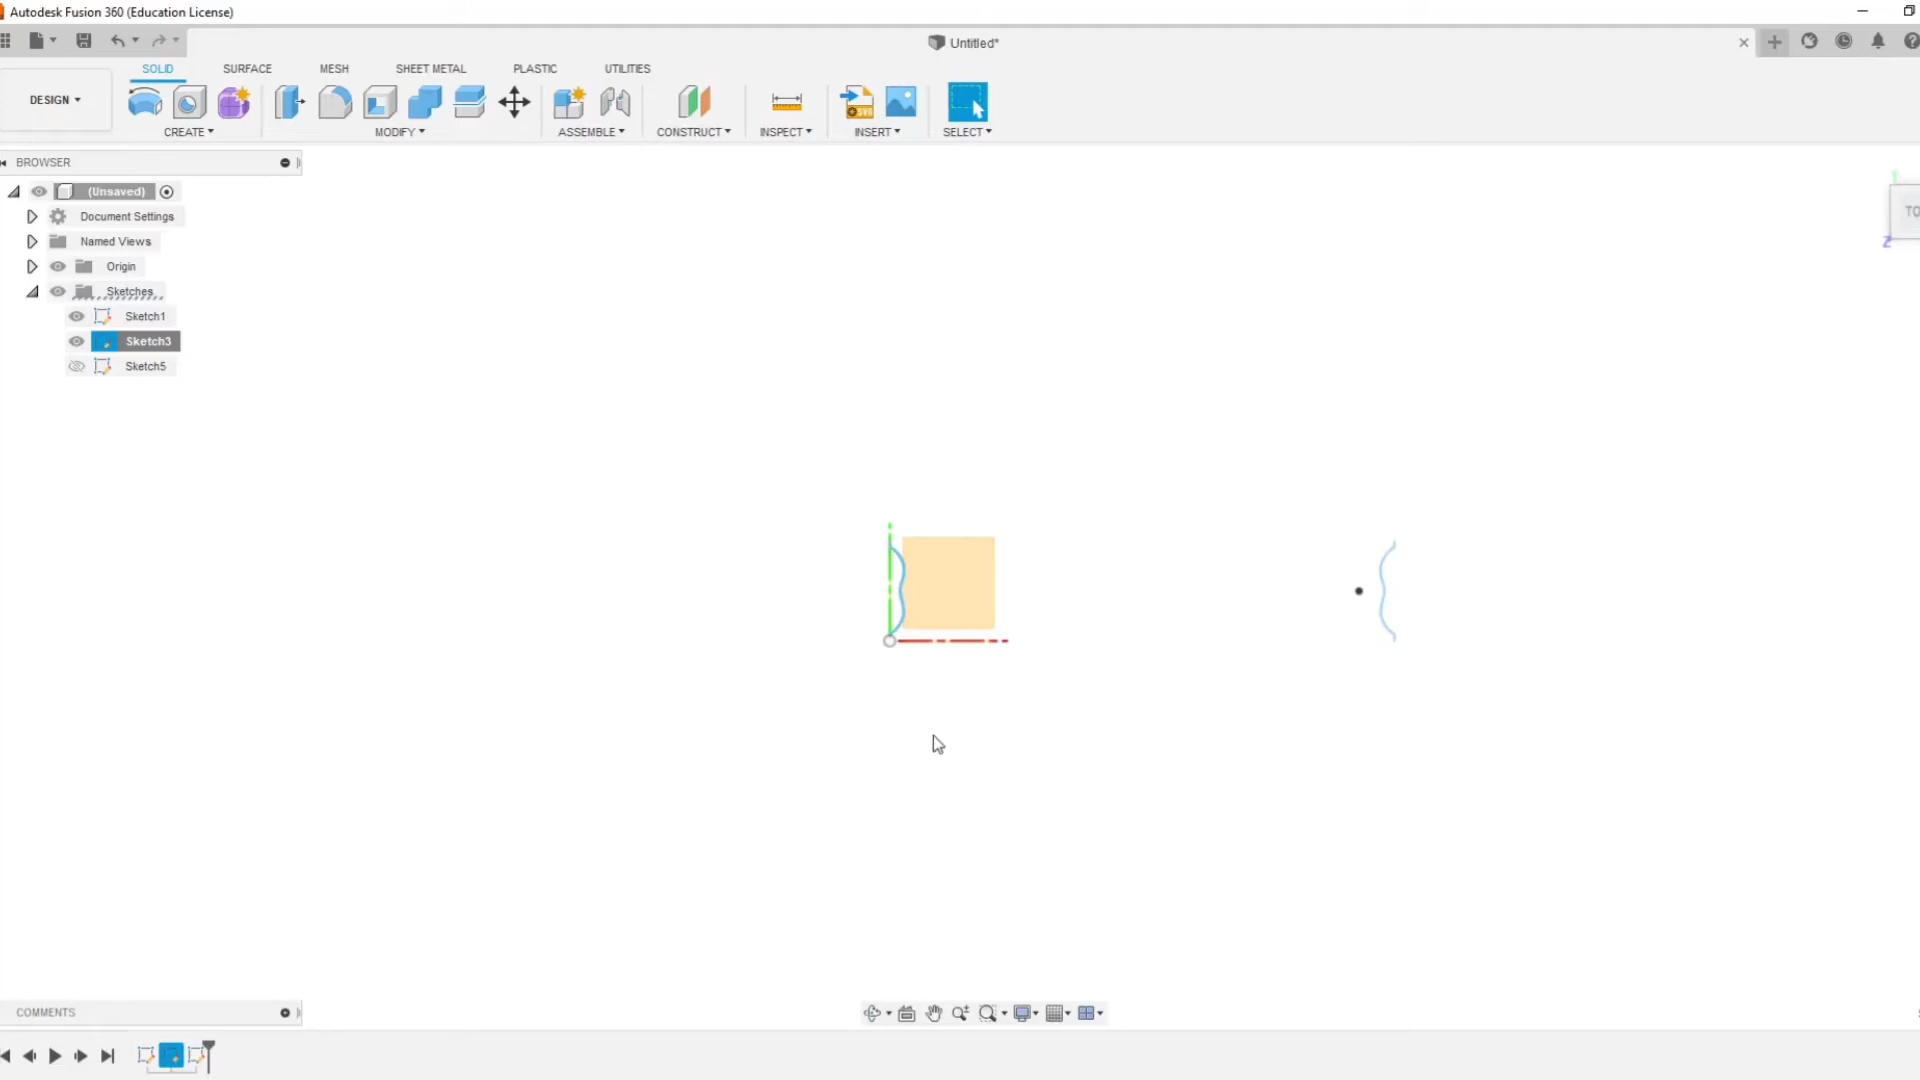 Autodesk Fusion 360 (Education License)
Untitled*
SOLID SURFACE MESH SHEET METAL PLASTIC UTILITIES
DESIGN
CREATE MODIFY ASSEMBLE CONSTRUCT INSPECT INSERT SELECT
BROWSER
(Unsaved)
Document Settings
Named Views
Origin
Sketches
Sketch1
Sketch3
Sketch5
TO
Z
COMMENTS